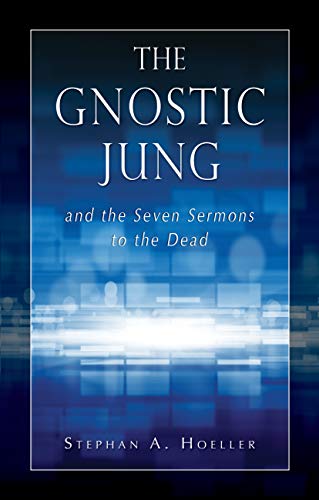 THE
GNOSTIC
JUNG
and the Seven Sermons
to the Dead
STEPHAN A. HOELLER